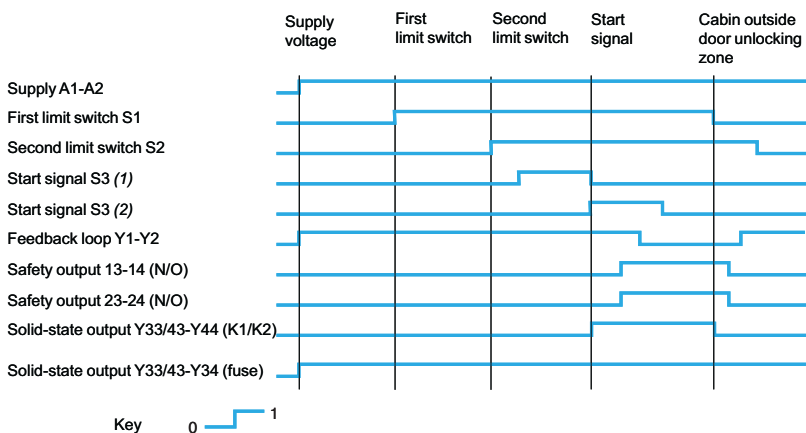 Supply voltage
First limit switch
Second limit switch
Start signal
Cabin outside door unlocking zone
Supply A1-A2
First limit switch S1
Second limit switch S2
Start signal S3 (1)
Start signal S3 (2)
Feedback loop Y1-Y2
Safety output 13-14 (N/O)
Safety output 23-24 (N/O)
Solid-state output Y33/43-Y44 (K1/K2)
Solid-state output Y33/43-Y34 (fuse)
Key 0 1